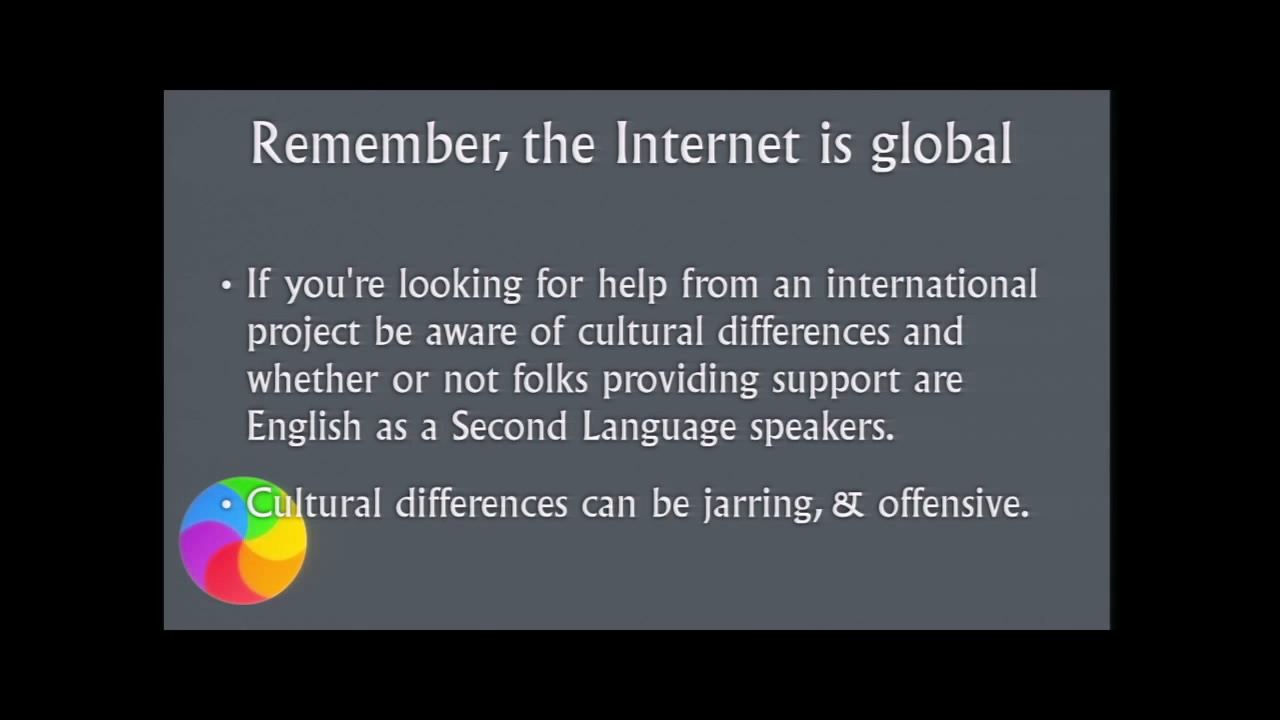 Remember, the Internet is global
• If you're looking for help from an international
project be aware of cultural differences and
whether or not folks providing support are
English as a Second Language speakers.
• Cultural differences can be jarring, & offensive.